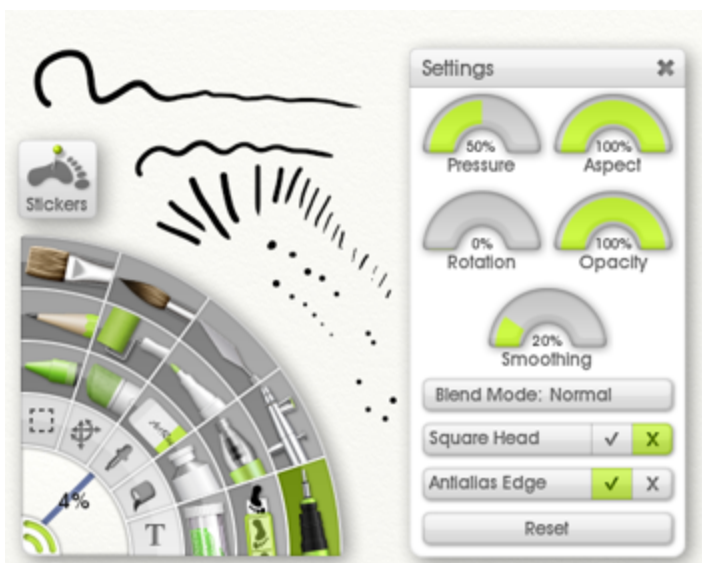 Settings
50%
Pressure
100%
Aspect
Stickers
0%
Rotation
100%
Opacity
20%
Smoothing
Blend Mode: Normal
Square Head
X
Antialias Edge
X
4%
T
Reset